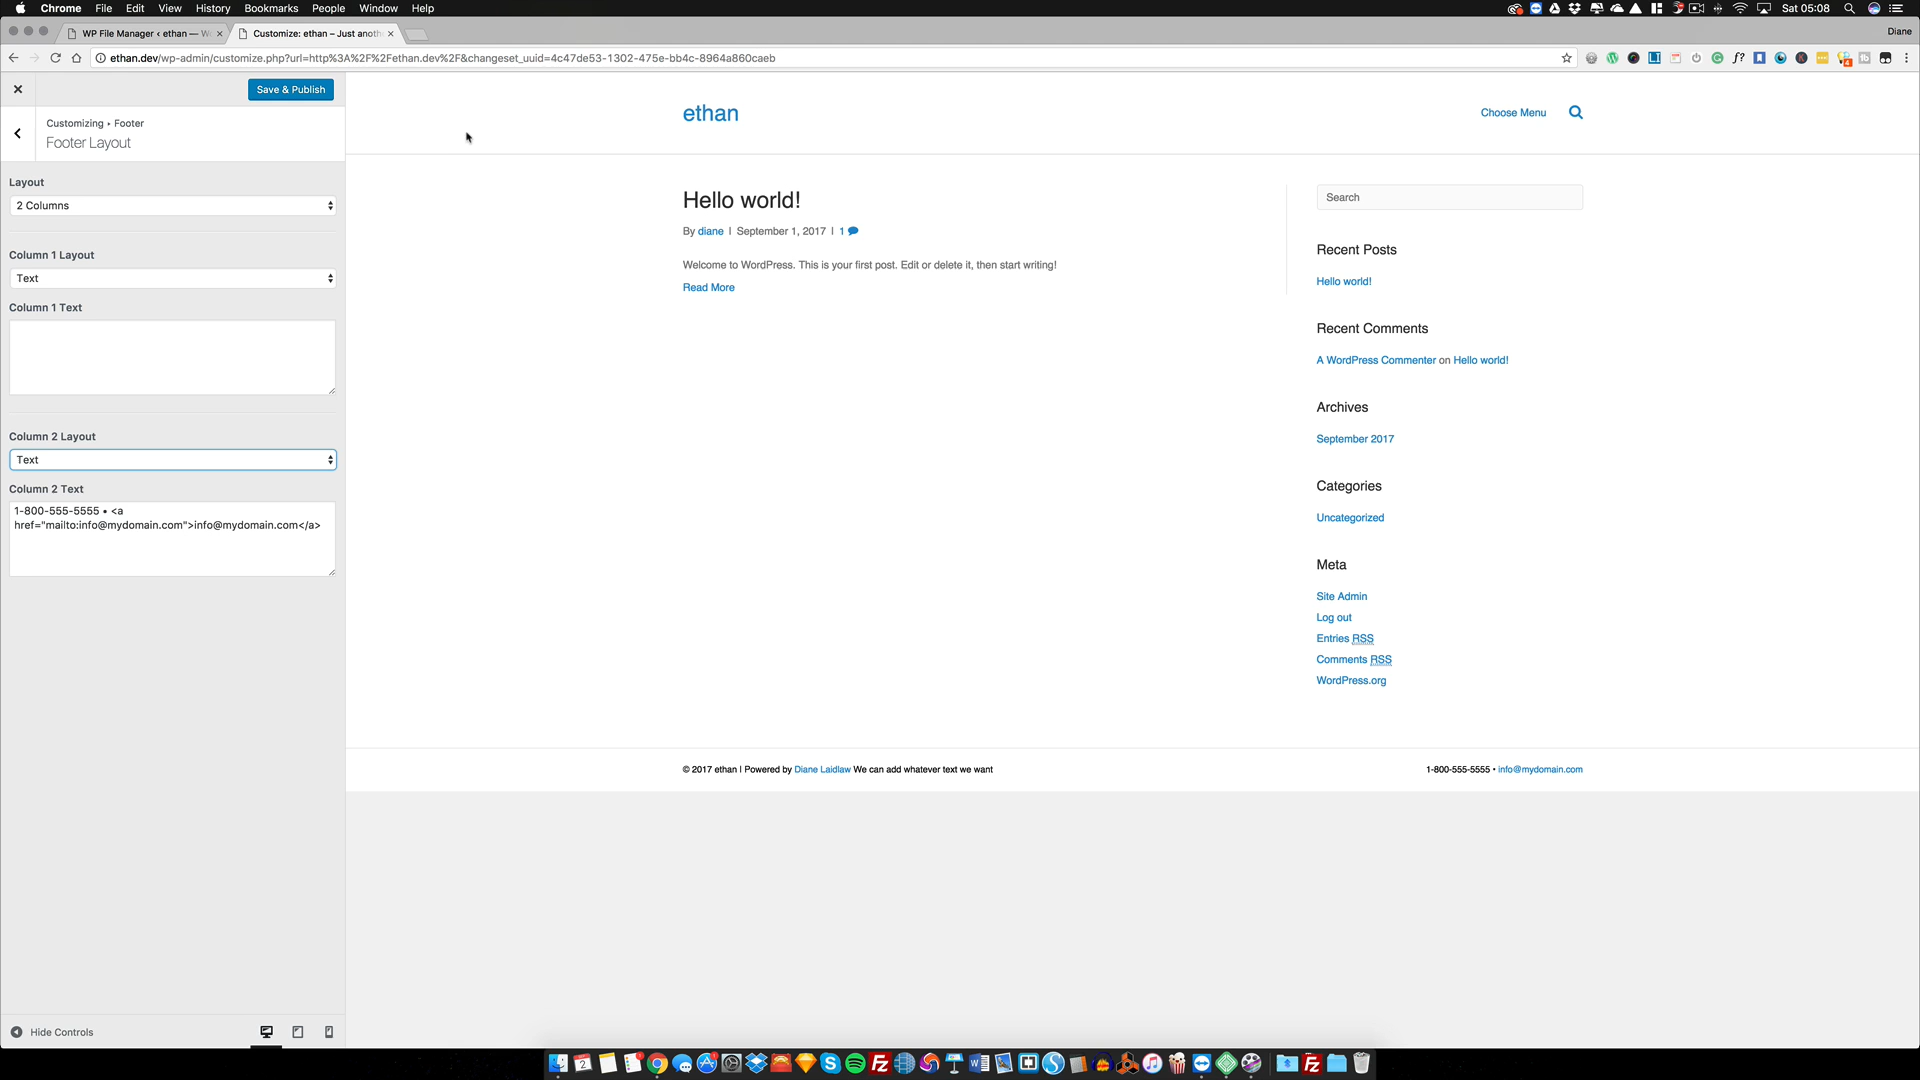 Chrome File Edit View History Bookmarks People Window Help
Sat 05:08
WP File Manager ‹ ethan —
Customize: ethan – Just anoth
Diane
ethan.dev/wp-admin/customize.php?url=http%3A%2F%2Fethan.dev%2F&changeset_uuid=4c47de53-1302-475e-bb4c-8964a860caeb
Save & Publish
Customizing ‣ Footer
Footer Layout
Layout
2 Columns
Column 1 Layout
Text
Column 1 Text
Column 2 Layout
Text
Column 2 Text
1-800-555-5555 • <a
href="mailto:info@mydomain.com">info@mydomain.com</a>
Hide Controls
ethan
Choose Menu
Hello world!
By diane | September 1, 2017 | 1
Welcome to WordPress. This is your first post. Edit or delete it, then start writing!
Read More
Search
Recent Posts
Hello world!
Recent Comments
A WordPress Commenter on Hello world!
Archives
September 2017
Categories
Uncategorized
Meta
Site Admin
Log out
Entries RSS
Comments RSS
WordPress.org
© 2017 ethan | Powered by Diane Laidlaw We can add whatever text we want
1-800-555-5555 • info@mydomain.com